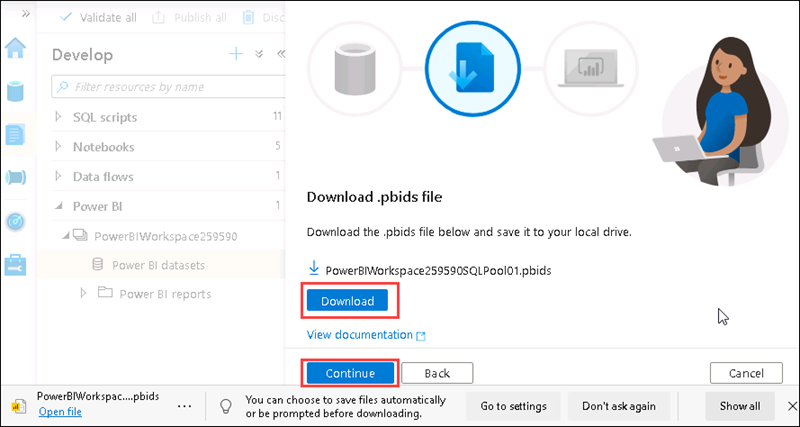 Validate all
Publish all
Disc
Develop
Filter resources by name
SQL scripts
11
Notebooks
5
Data flows
1
Power BI
1
PowerBIWorkspace259590
Power BI datasets
Power BI reports
Download .pbids file
Download the .pbids file below and save it to your local drive.
PowerBIWorkspace259590SQLPool01.pbids
Download
View documentation
Continue
Back
Cancel
PowerBIWorkspac....pbids
Open file
You can choose to save files automatically
or be prompted before downloading.
Go to settings
Don't ask again
Show all